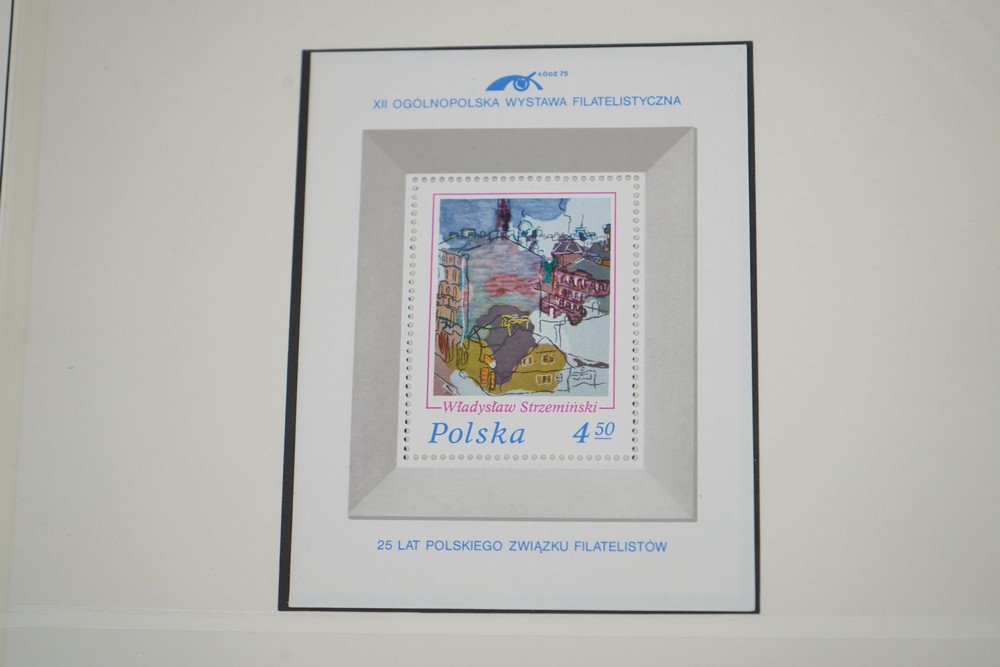 ŁÓDŹ 75
XII OGÓLNOPOLSKA WYSTAWA FILATELISTYCZNA
Władysław Strzemiński
Polska 4 50
25 LAT POLSKIEGO ZWIĄZKU FILATELISTÓW